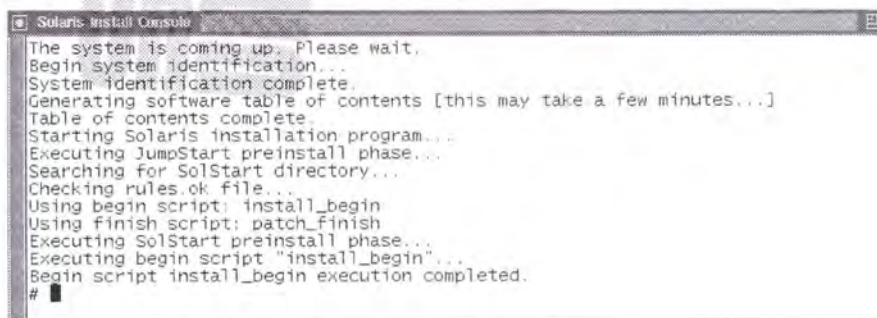 Solaris Install Console
The system is coming up. Please wait.
Begin system identification...
System identification complete.
Generating software table of contents [this may take a few minutes...]
Table of contents complete.
Starting Solaris installation program...
Executing JumpStart preinstall phase...
Searching for SolStart directory...
Checking rules.ok file...
Using begin script: install_begin
Using finish script: patch_finish
Executing SolStart preinstall phase...
Executing begin script "install_begin"...
Begin script install_begin execution completed.
#